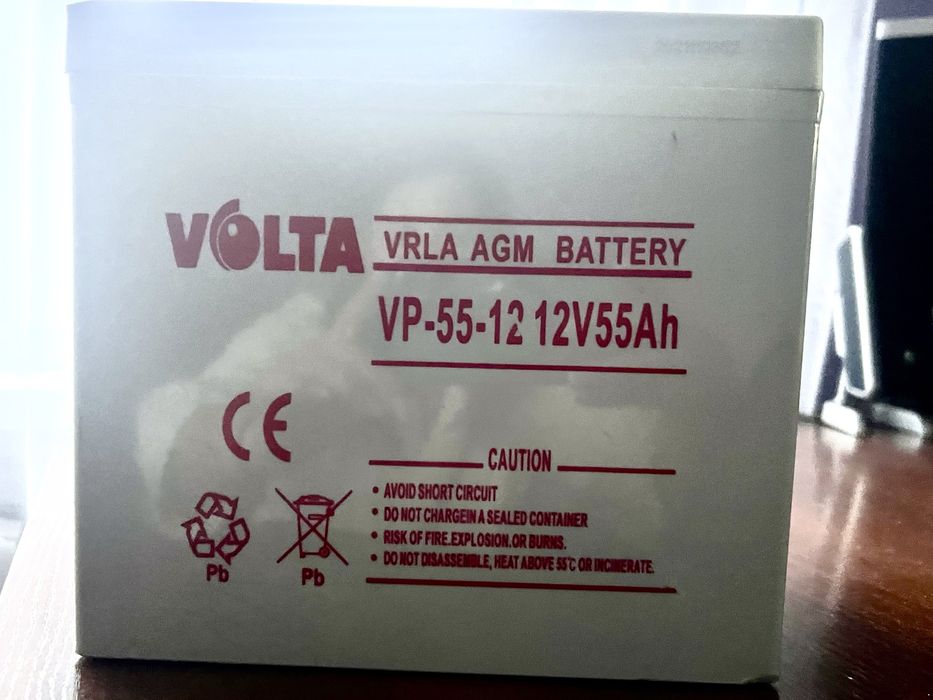 VOLTA
VRLA AGM BATTERY
VP-55-12 12V55Ah
CE
CAUTION
• AVOID SHORT CIRCUIT
• DO NOT CHARGEIN A SEALED CONTAINER
• RISK OF FIRE.EXPLOSION.OR BURNS.
• DO NOT DISASSEMBLE, HEAT ABOVE 55°C OR INCINERATE.
Pb
Pb